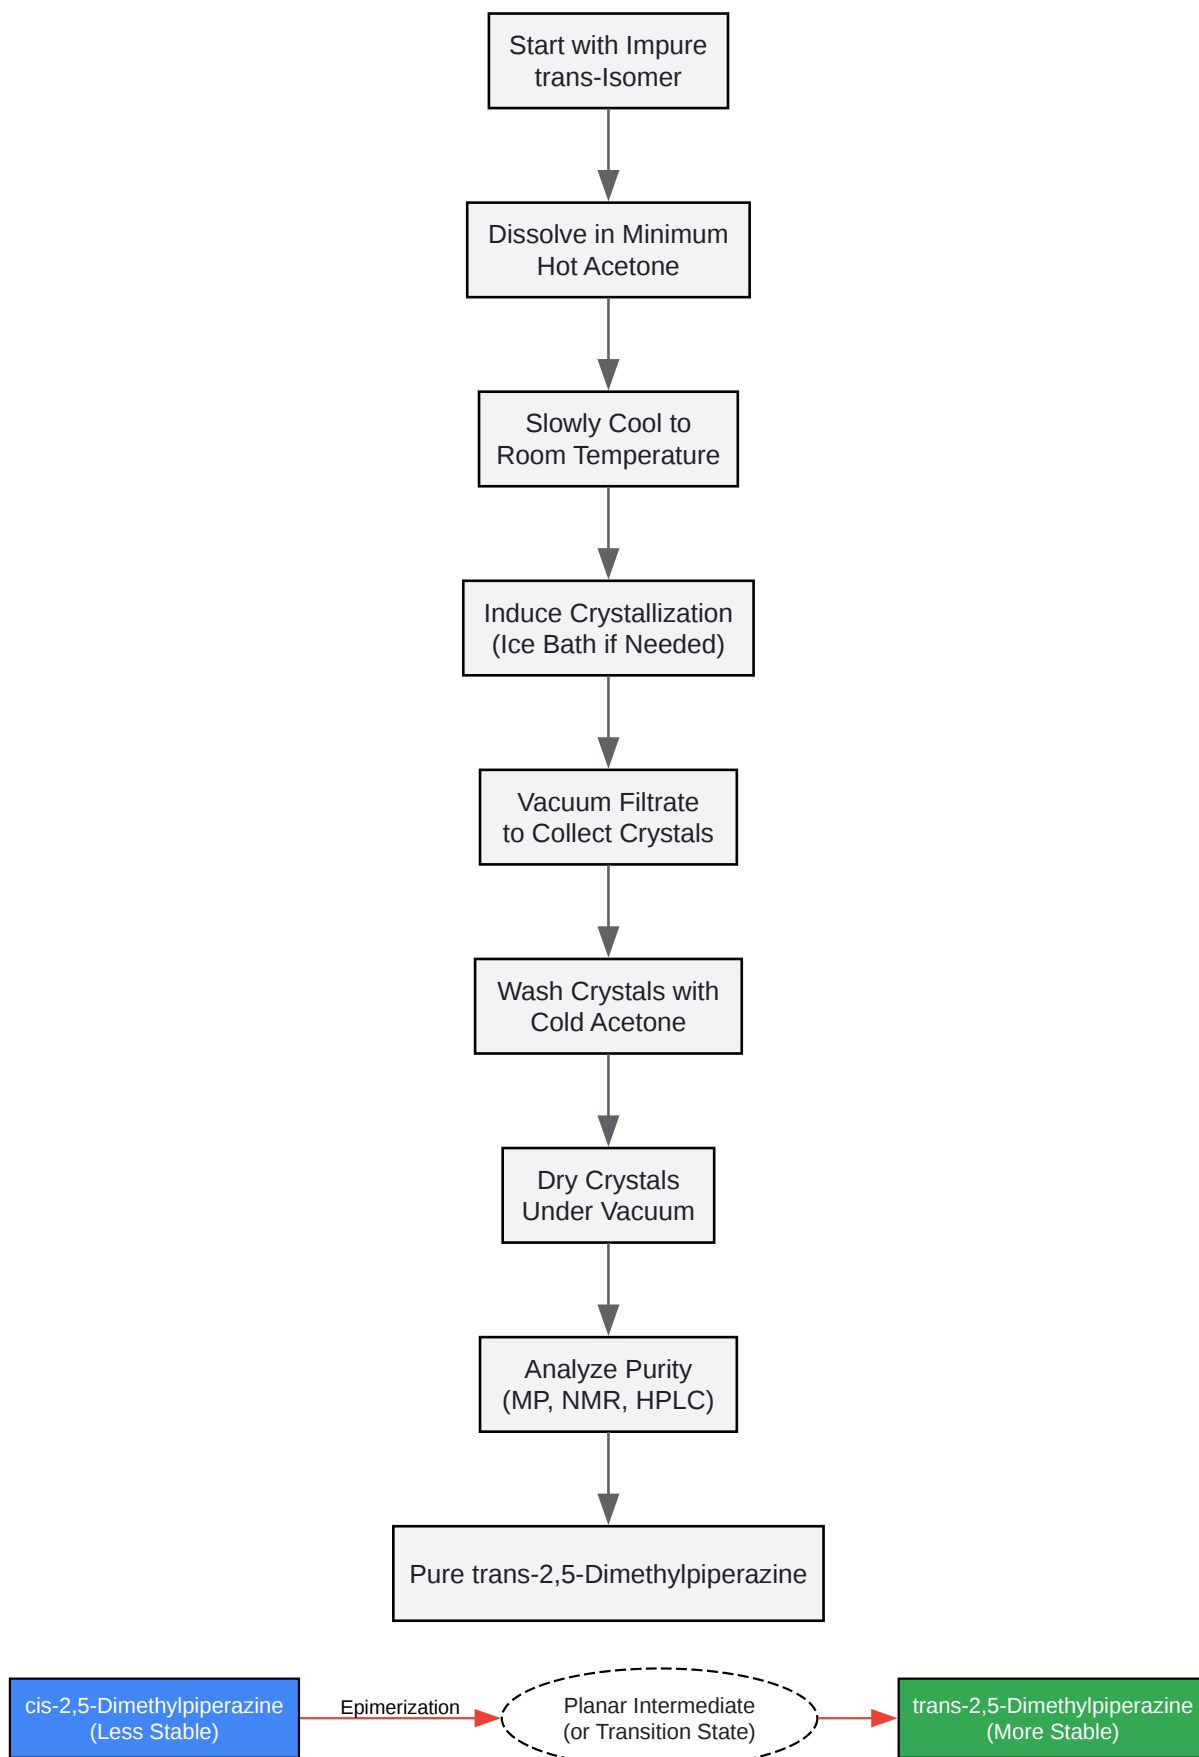 Start with Impure
trans-Isomer
Dissolve in Minimum
Hot Acetone
Slowly Cool to
Room Temperature
Induce Crystallization
(Ice Bath if Needed)
Vacuum Filtrate
to Collect Crystals
Wash Crystals with
Cold Acetone
Dry Crystals
Under Vacuum
Analyze Purity
(MP, NMR, HPLC)
Pure trans-2,5-Dimethylpiperazine
cis-2,5-Dimethylpiperazine
(Less Stable)
Epimerization
Planar Intermediate
(or Transition State)
trans-2,5-Dimethylpiperazine
(More Stable)